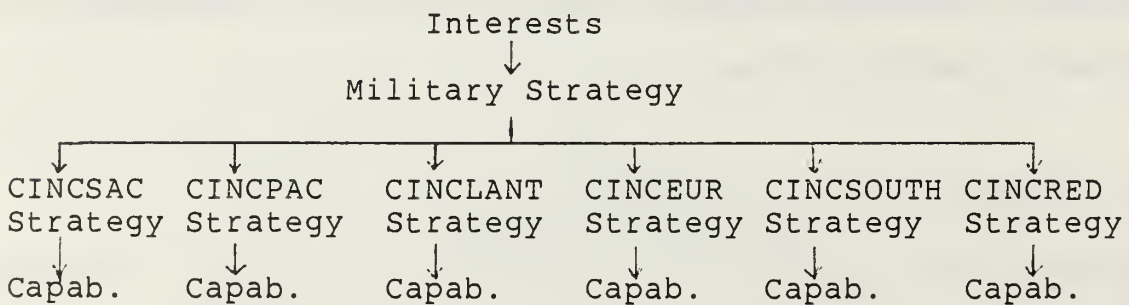 Interests
Military Strategy
CINCSAC CINCPAC CINCLANT CINCEUR CINCSOUTH CINCRED
Strategy Strategy Strategy Strategy Strategy Strategy
Capab. Capab. Capab. Capab. Capab. Capab.